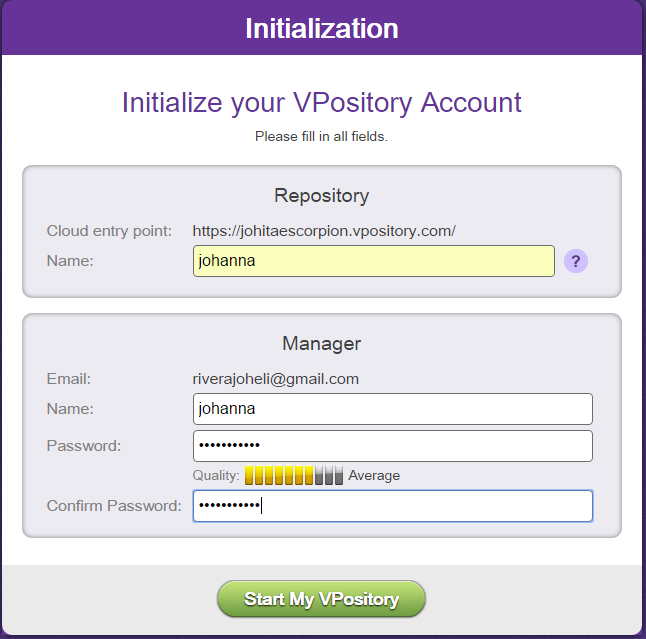 Initialization
Initialize your VPository Account
Please fill in all fields.
Repository
Cloud entry point: https://johitaescorpion.vpository.com/
Name: johanna ?
Manager
Email: riverajoheli@gmail.com
Name: johanna
Password: •••••••••••
Quality: Average
Confirm Password: •••••••••••
Start My VPository